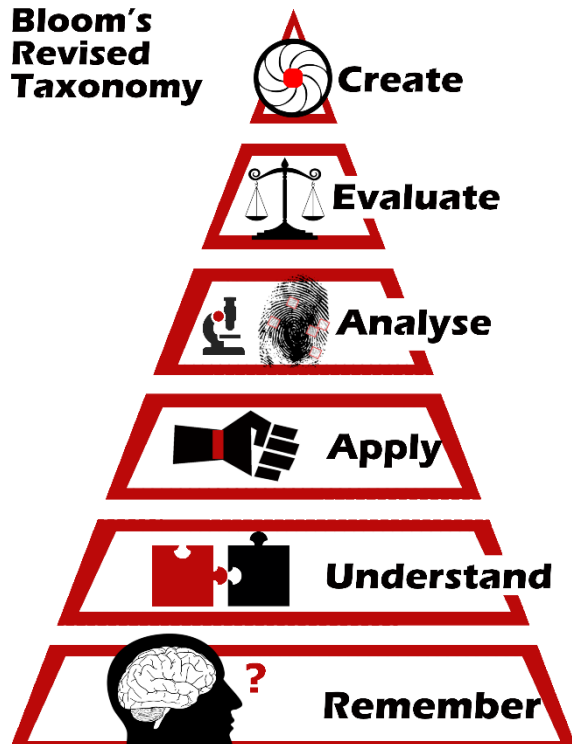 Bloom's
Revised
Taxonomy
Create
Evaluate
Analyse
Apply
Understand
?
Remember